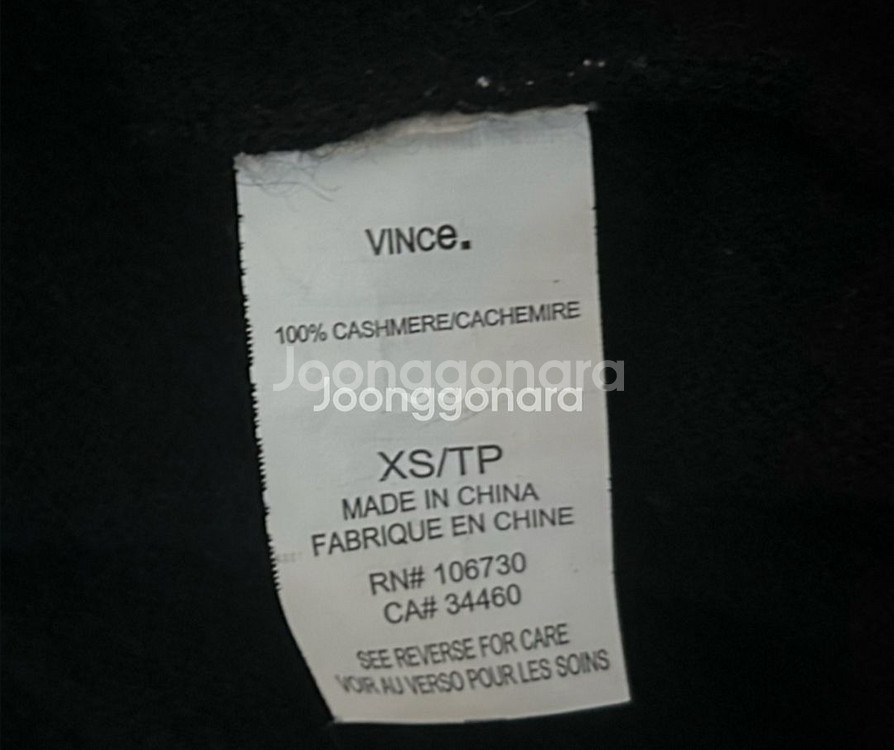 VINCe.
100% CASHMERE/CACHEMIRE
Joonggonara
Joonggonara
XS/TP
MADE IN CHINA
FABRIQUE EN CHINE
RN# 106730
CA# 34460
SEE REVERSE FOR CARE
VOIR AU VERSO POUR LES SOINS